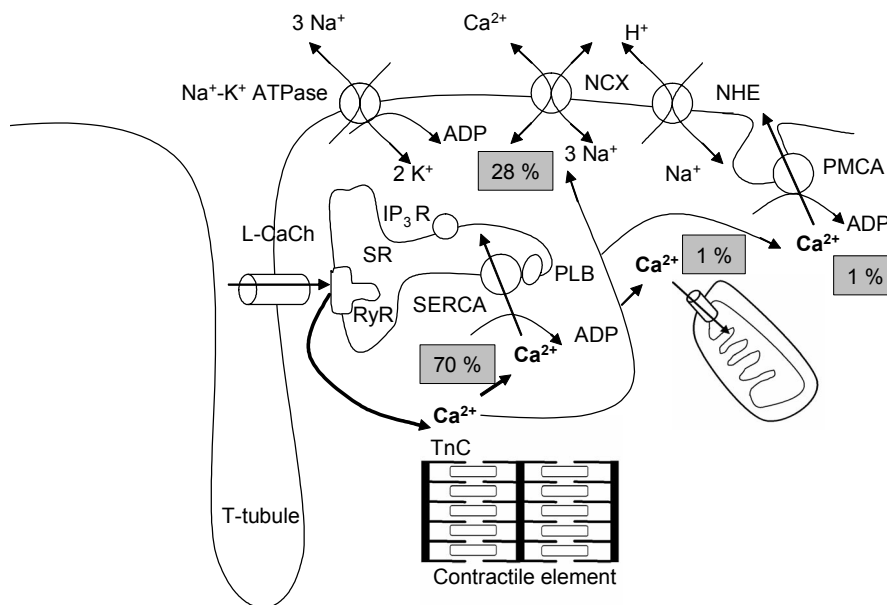 3 Na⁺
Ca²⁺
H⁺
Na⁺-K⁺ ATPase
NCX
NHE
ADP
2 K⁺
3 Na⁺
28 %
Na⁺
PMCA
ADP
Ca²⁺
1 %
L-CaCh
IP₃ R
SR
RyR
SERCA
PLB
Ca²⁺
1 %
ADP
Ca²⁺
70 %
Ca²⁺
TnC
T-tubule
Contractile element